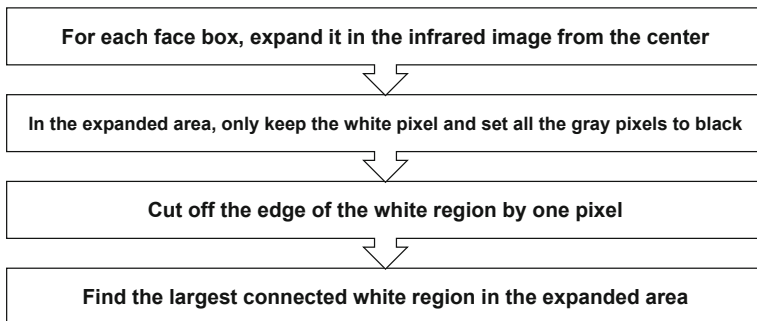 For each face box, expand it in the infrared image from the center
In the expanded area, only keep the white pixel and set all the gray pixels to black
Cut off the edge of the white region by one pixel
Find the largest connected white region in the expanded area